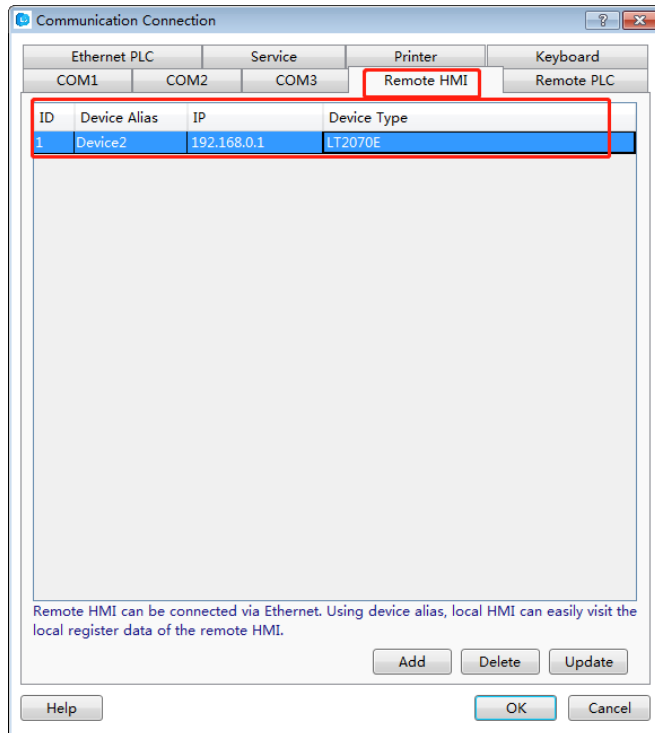 Communication Connection
Ethernet PLC Service Printer Keyboard
COM1 COM2 COM3 Remote HMI Remote PLC
ID Device Alias IP Device Type
1 Device2 192.168.0.1 LT2070E
Remote HMI can be connected via Ethernet. Using device alias, local HMI can easily visit the
local register data of the remote HMI.
Add Delete Update
Help OK Cancel